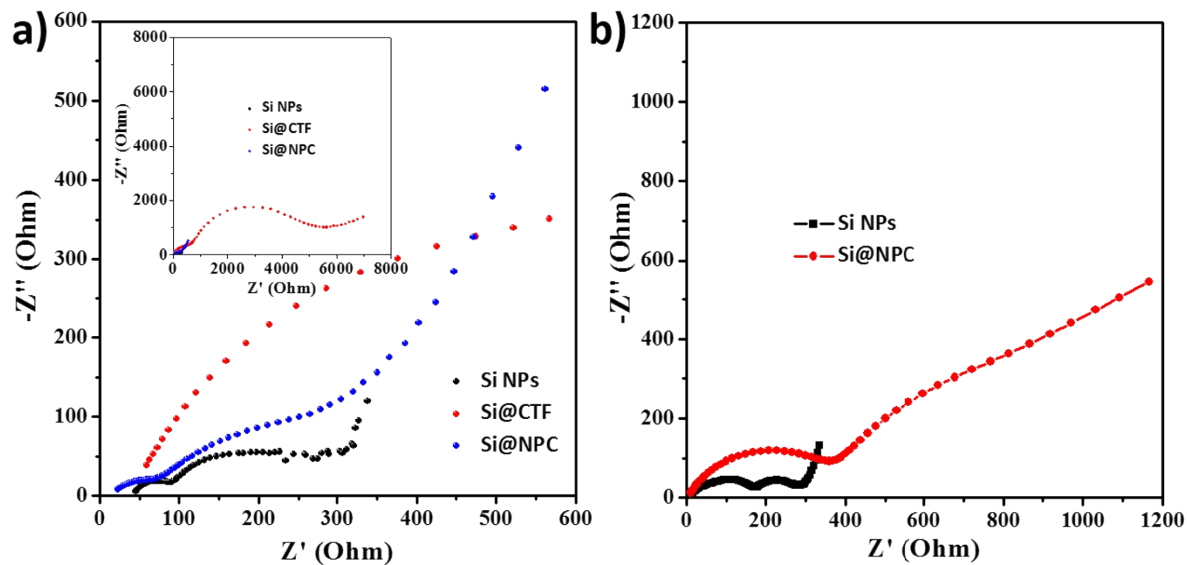 a)
600
500
400
300
200
100
0
-Z'' (Ohm)
0 100 200 300 400 500 600
Z' (Ohm)
Si NPs
Si@CTF
Si@NPC
8000
6000
4000
2000
0
-Z'' (Ohm)
0 2000 4000 6000 8000
Z' (Ohm)
Si NPs
Si@CTF
Si@NPC
b)
1200
1000
800
600
400
200
0
-Z'' (Ohm)
0 200 400 600 800 1000 1200
Z' (Ohm)
Si NPs
Si@NPC